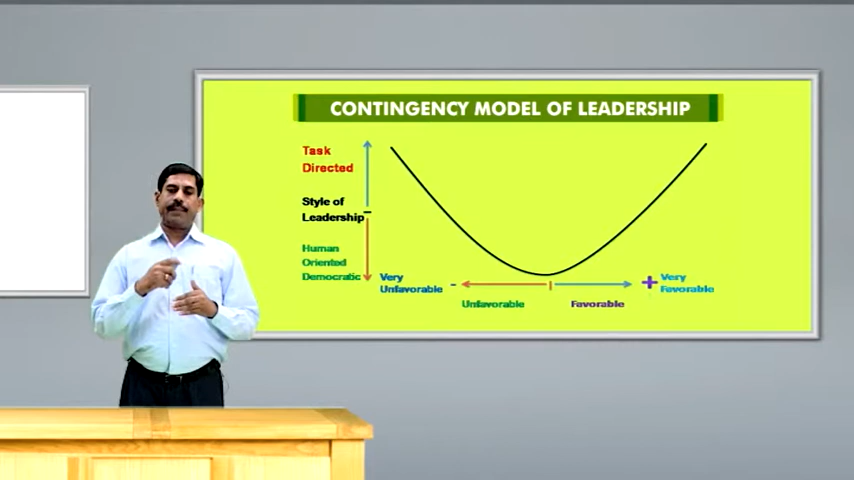 CONTINGENCY MODEL OF LEADERSHIP
Task
Directed
Style of
Leadership
Human
Oriented
Democratic
Very
Unfavorable
-
Unfavorable
Favorable
+
Very
Favorable